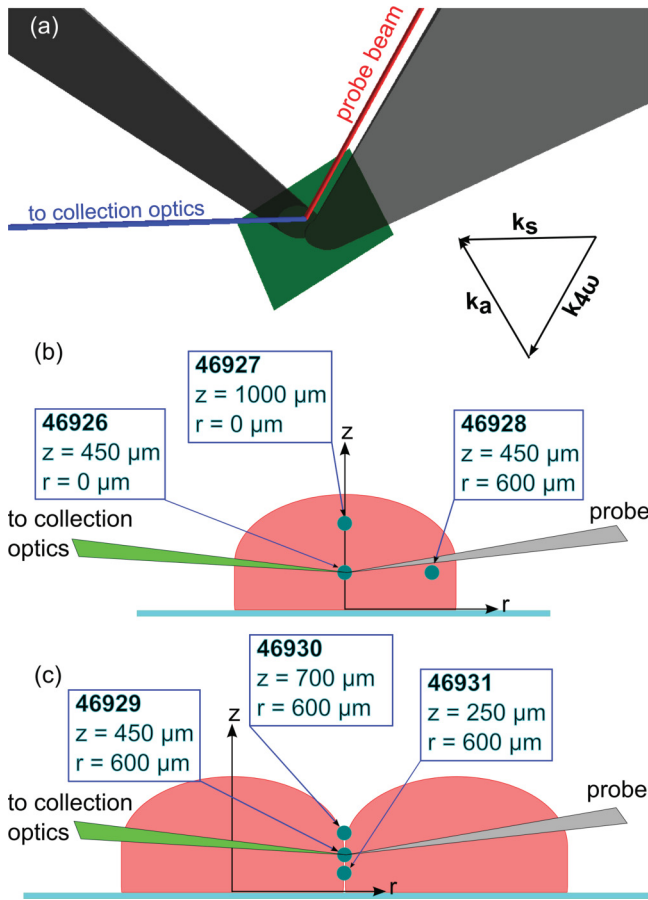 (a)
probe beam
to collection optics
ks
ka
k4ω
(b)
46927
z = 1000 µm
r = 0 µm
46926
z = 450 µm
r = 0 µm
46928
z = 450 µm
r = 600 µm
z
to collection
optics
probe
r
(c)
46930
z = 700 µm
r = 600 µm
46929
z = 450 µm
r = 600 µm
46931
z = 250 µm
r = 600 µm
z
to collection
optics
probe
r